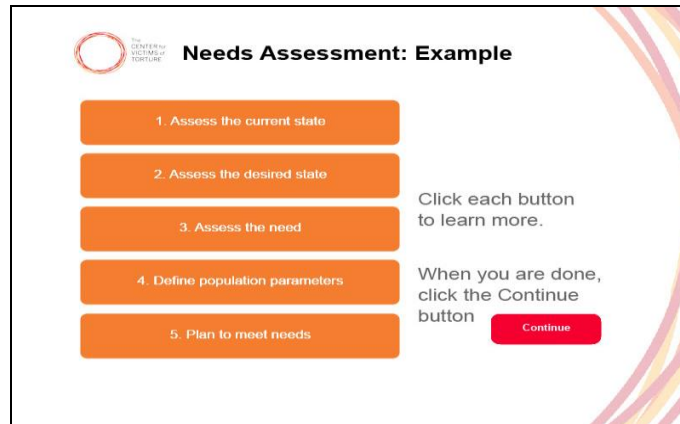 The
CENTER for
VICTIMS of
TORTURE
Needs Assessment: Example
1. Assess the current state
2. Assess the desired state
3. Assess the need
4. Define population parameters
5. Plan to meet needs
Click each button
to learn more.
When you are done,
click the Continue
button
Continue